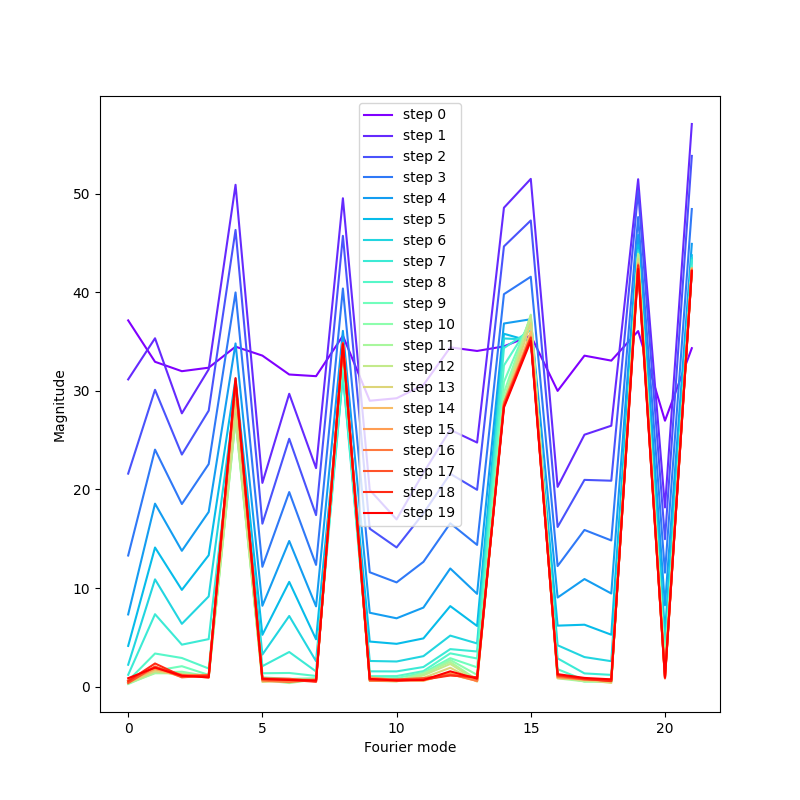 step 0
step 1
step 2
step 3
step 4
step 5
step 6
step 7
step 8
step 9
step 10
step 11
step 12
step 13
step 14
step 15
step 16
step 17
step 18
step 19
50
40
30
20
10
0
Magnitude
0 5 10 15 20
Fourier mode